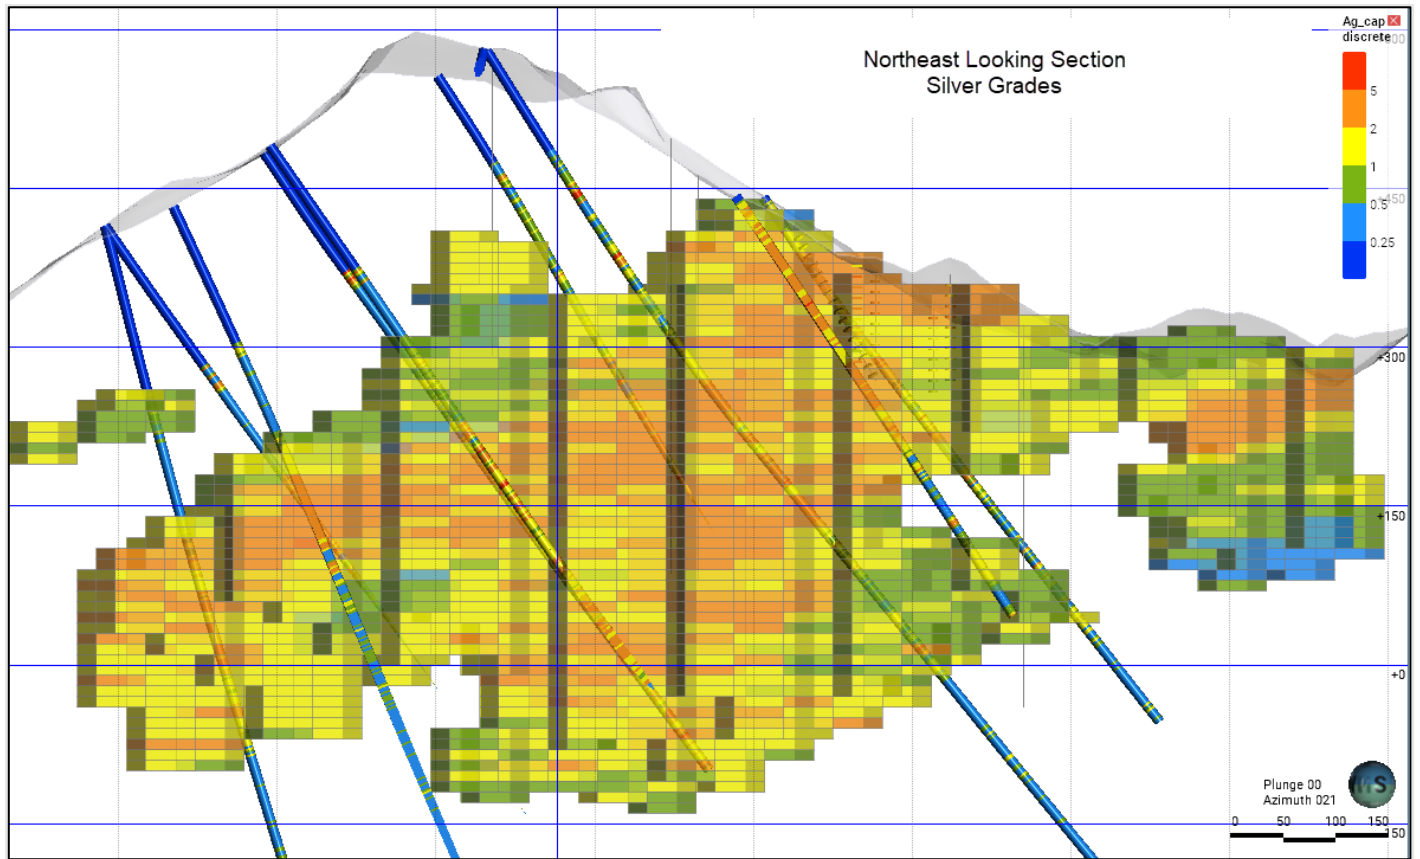 Ag_cap
discrete
Northeast Looking Section
Silver Grades
5
2
1
0.5
0.25
+450
+300
+150
+0
Plunge 00
Azimuth 021
0 50 100 150